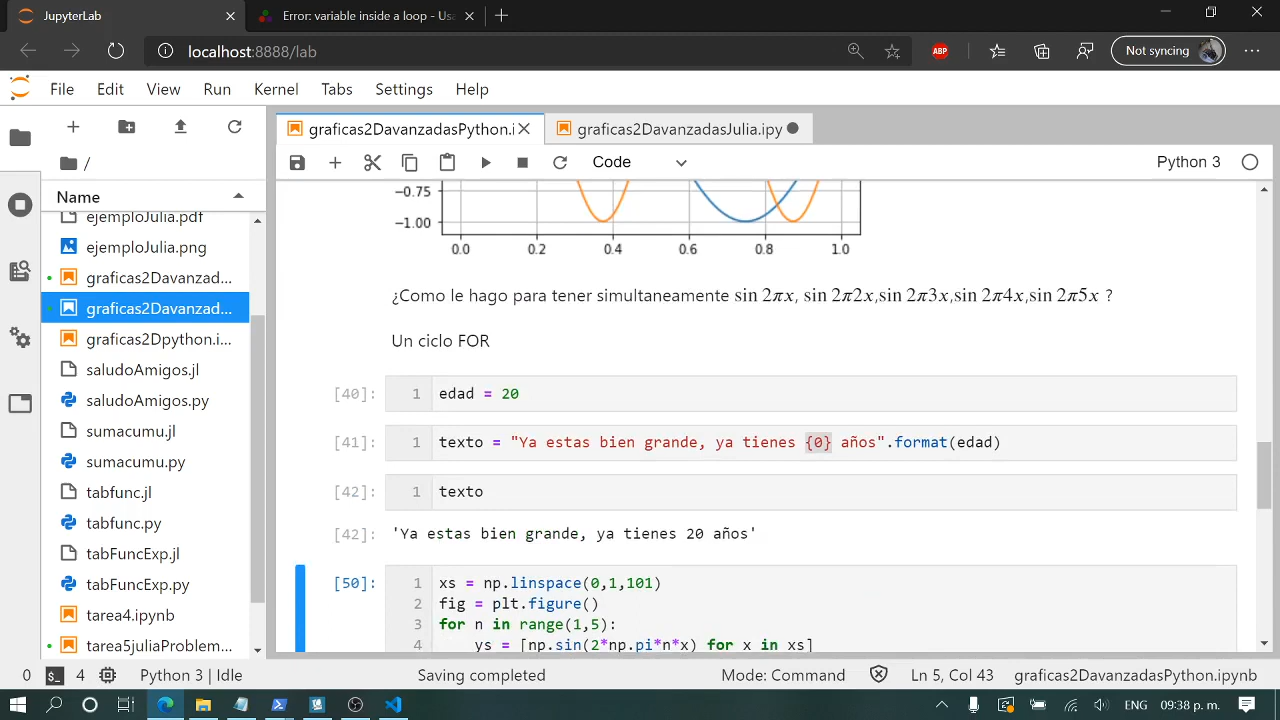 JupyterLab
Error: variable inside a loop - Usa
localhost:8888/lab
ABP
Not syncing
File Edit View Run Kernel Tabs Settings Help
graficas2DavanzadasPython.i
graficas2DavanzadasJulia.ipy
/
Code
Python 3
Name
ejemploJulia.pdf
ejemploJulia.png
graficas2Davanzad...
graficas2Davanzad...
graficas2Dpython.i...
saludoAmigos.jl
saludoAmigos.py
sumacumu.jl
sumacumu.py
tabfunc.jl
tabfunc.py
tabFuncExp.jl
tabFuncExp.py
tarea4.ipynb
tarea5juliaProblem...
−0.75
−1.00
0.0 0.2 0.4 0.6 0.8 1.0
¿Como le hago para tener simultaneamente sin 2πx, sin 2π2x,sin 2π3x,sin 2π4x,sin 2π5x ?
Un ciclo FOR
[40]: 1 edad = 20
[41]: 1 texto = "Ya estas bien grande, ya tienes {0} años".format(edad)
[42]: 1 texto
[42]: 'Ya estas bien grande, ya tienes 20 años'
[50]: 1 xs = np.linspace(0,1,101)
2 fig = plt.figure()
3 for n in range(1,5):
4 ys = [np.sin(2*np.pi*n*x) for x in xs]
0 4 Python 3 | Idle Saving completed Mode: Command Ln 5, Col 43 graficas2DavanzadasPython.ipynb
ENG 09:38 p. m.